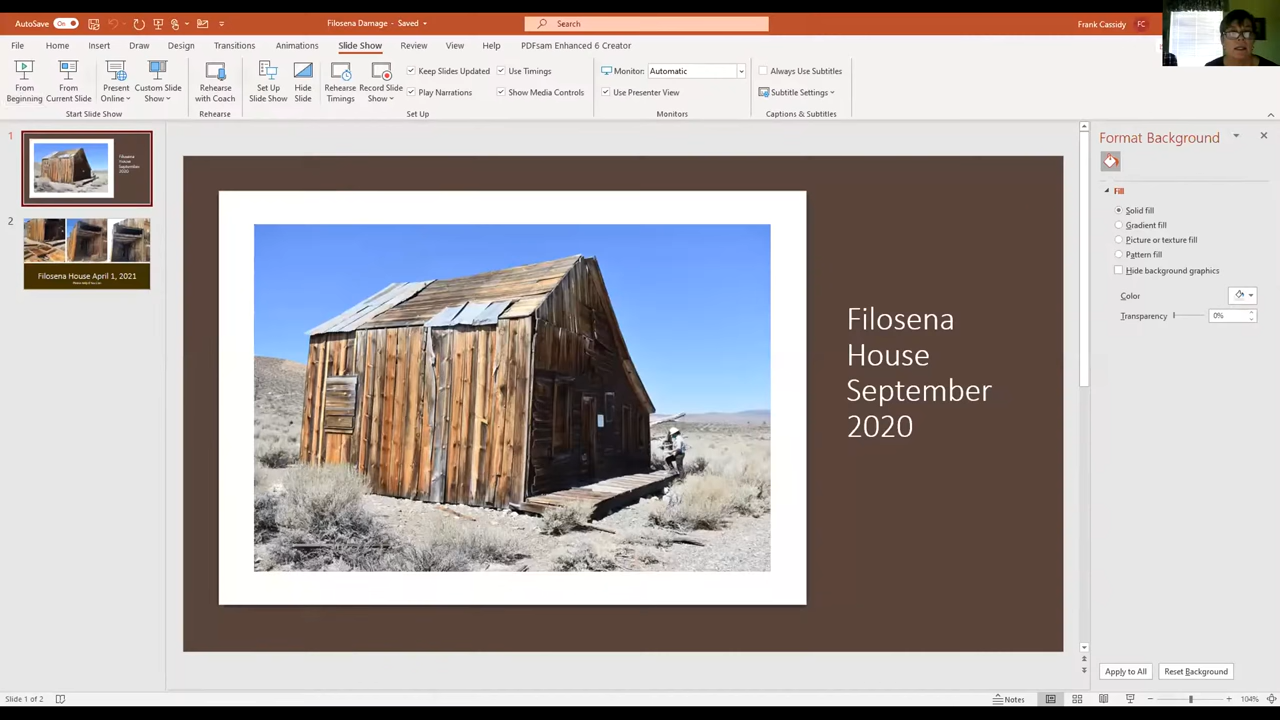 AutoSave On Filosena Damage - Saved Search Frank Cassidy FC
File Home Insert Draw Design Transitions Animations Slide Show Review View Help PDFsam Enhanced 6 Creator
From Beginning
From Current Slide
Present Online
Custom Slide Show
Start Slide Show
Rehearse with Coach
Rehearse
Set Up Slide Show
Hide Slide
Rehearse Timings
Record Slide Show
Keep Slides Updated
Play Narrations
Use Timings
Show Media Controls
Set Up
Monitor: Automatic
Use Presenter View
Monitors
Always Use Subtitles
Subtitle Settings
Captions & Subtitles
1
Filosena
House
September
2020
2
Filosena House April 1, 2021
Filosena
House
September
2020
Format Background
Fill
Solid fill
Gradient fill
Picture or texture fill
Pattern fill
Hide background graphics
Color
Transparency 0%
Apply to All Reset Background
Slide 1 of 2 Notes 104%